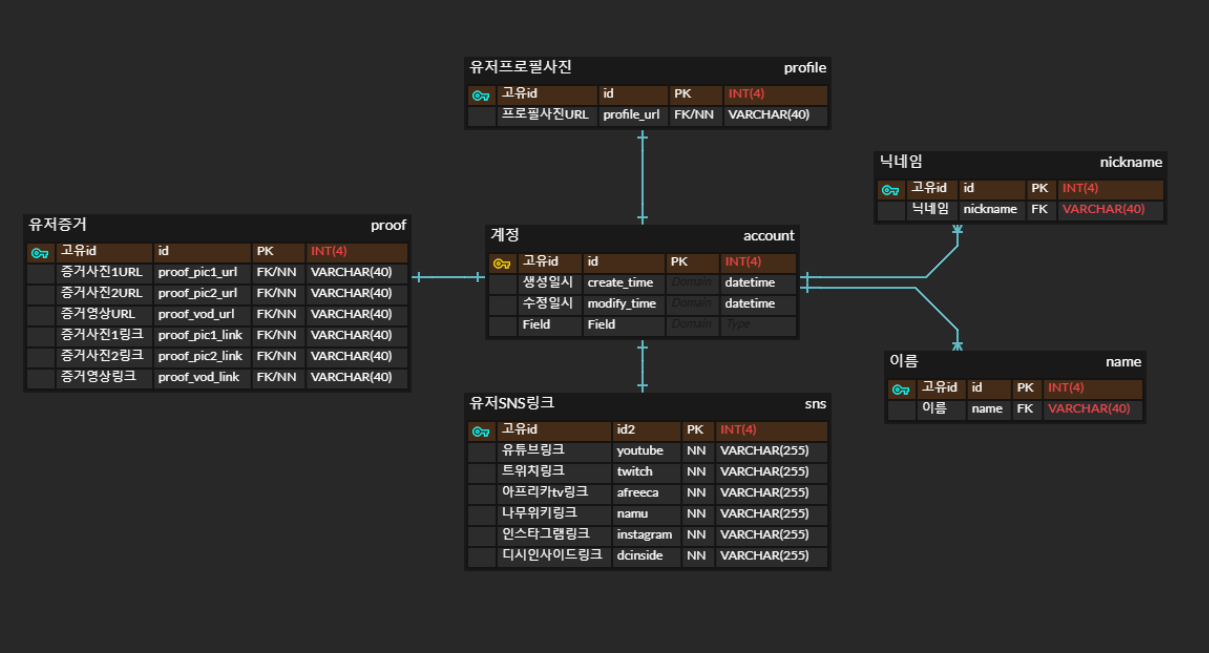 유저프로필사진 profile
고유id id PK INT(4)
프로필사진URL profile_url FK/NN VARCHAR(40)
닉네임 nickname
고유id id PK INT(4)
닉네임 nickname FK VARCHAR(40)
유저증거 proof
고유id id PK INT(4)
증거사진1URL proof_pic1_url FK/NN VARCHAR(40)
증거사진2URL proof_pic2_url FK/NN VARCHAR(40)
증거영상URL proof_vod_url FK/NN VARCHAR(40)
증거사진1링크 proof_pic1_link FK/NN VARCHAR(40)
증거사진2링크 proof_pic2_link FK/NN VARCHAR(40)
증거영상링크 proof_vod_link FK/NN VARCHAR(40)
계정 account
고유id id PK INT(4)
생성일시 create_time Domain datetime
수정일시 modify_time Domain datetime
Field Field Domain Type
이름 name
고유id id PK INT(4)
이름 name FK VARCHAR(40)
유저SNS링크 sns
고유id id2 PK INT(4)
유튜브링크 youtube NN VARCHAR(255)
트위치링크 twitch NN VARCHAR(255)
아프리카tv링크 afreeca NN VARCHAR(255)
나무위키링크 namu NN VARCHAR(255)
인스타그램링크 instagram NN VARCHAR(255)
디시인사이드링크 dcinside NN VARCHAR(255)